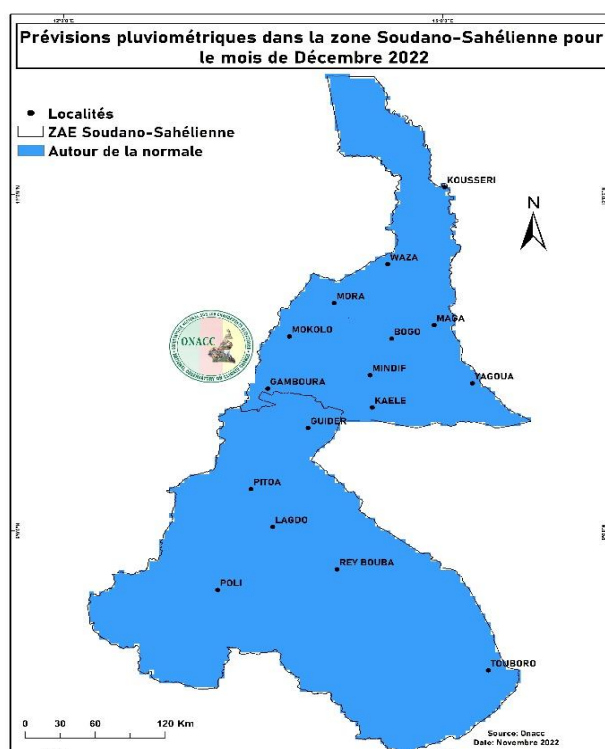 Prévisions pluviométriques dans la zone Soudano-Sahélienne pour
le mois de Décembre 2022
Localités
ZAE Soudano-Sahélienne
Autour de la normale
KOUSSERI
N
WAZA
MORA
MAGA
MOKOLO
BOGO
ONACC
MINDIF
YAGOUA
GAMBOURA
KAELE
GUIDER
PITOA
LAGDO
REY BOUBA
POLI
TOUBORO
0 30 60 120 Km
Source: Onacc
Date: Novembre 2022